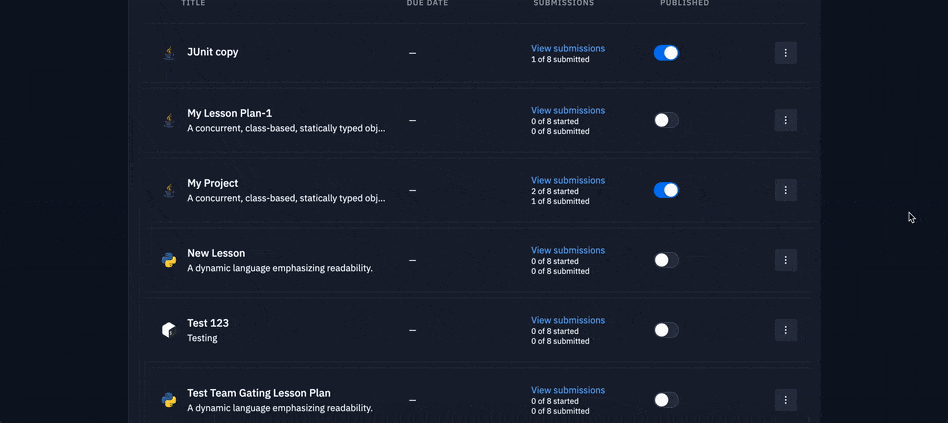 TITLE DUE DATE SUBMISSIONS PUBLISHED
JUnit copy
—
View submissions
1 of 8 submitted
My Lesson Plan-1
A concurrent, class-based, statically typed obj...
—
View submissions
0 of 8 started
0 of 8 submitted
My Project
A concurrent, class-based, statically typed obj...
—
View submissions
2 of 8 started
1 of 8 submitted
New Lesson
A dynamic language emphasizing readability.
—
View submissions
0 of 8 started
0 of 8 submitted
Test 123
Testing
—
View submissions
0 of 8 started
0 of 8 submitted
Test Team Gating Lesson Plan
A dynamic language emphasizing readability.
—
View submissions
0 of 8 started
0 of 8 submitted